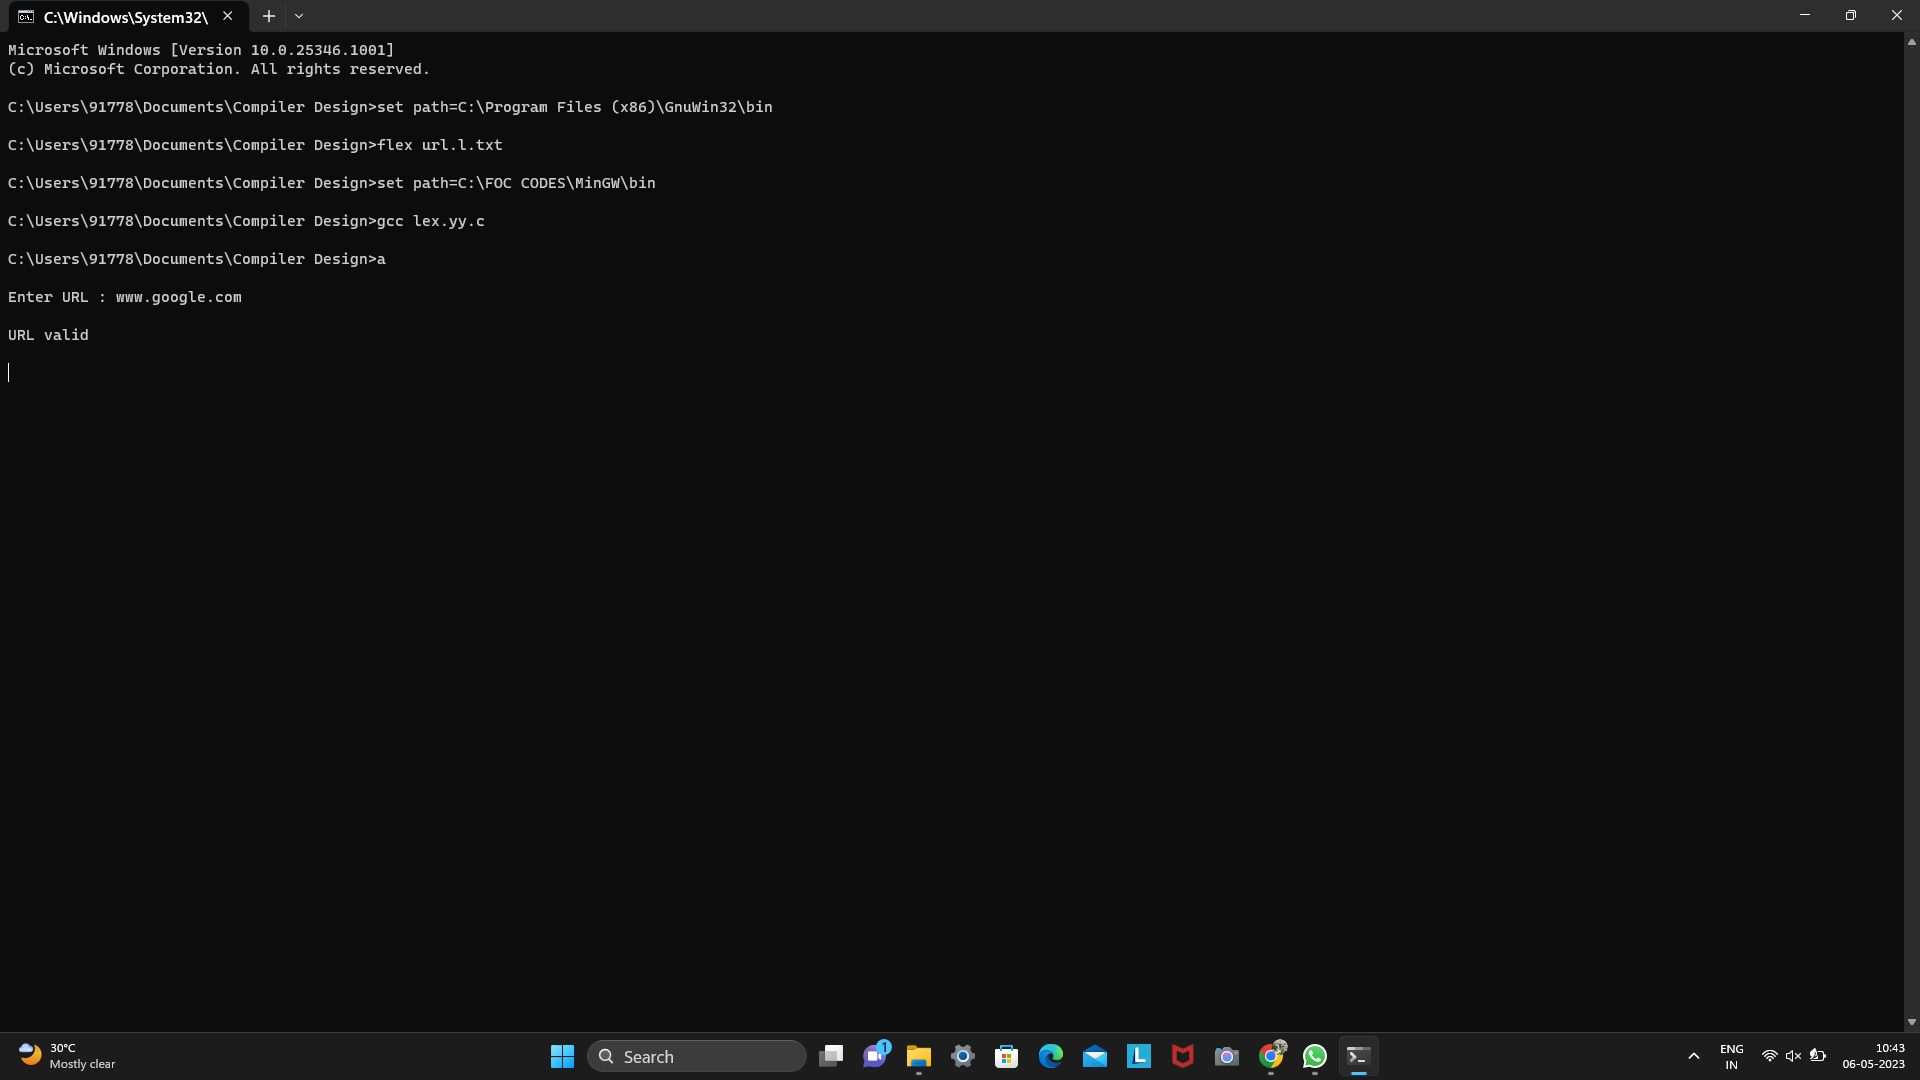 C:\Windows\System32\
Microsoft Windows [Version 10.0.25346.1001]
(c) Microsoft Corporation. All rights reserved.
C:\Users\91778\Documents\Compiler Design>set path=C:\Program Files (x86)\GnuWin32\bin
C:\Users\91778\Documents\Compiler Design>flex url.l.txt
C:\Users\91778\Documents\Compiler Design>set path=C:\FOC CODES\MinGW\bin
C:\Users\91778\Documents\Compiler Design>gcc lex.yy.c
C:\Users\91778\Documents\Compiler Design>a
Enter URL : www.google.com
URL valid
30°C
Mostly clear
Search
1
L
ENG
IN
10:43
06-05-2023